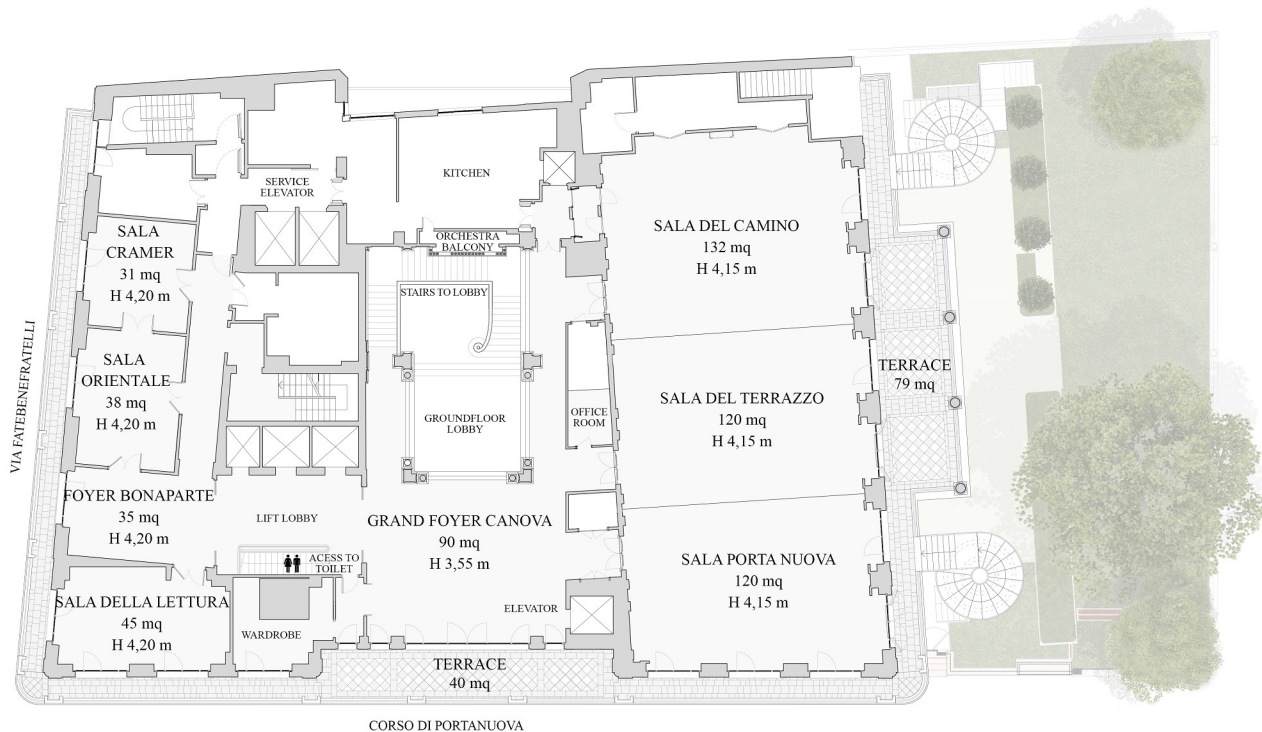 SERVICE
ELEVATOR
KITCHEN
ORCHESTRA
BALCONY
SALA
CRAMER
31 mq
H 4,20 m
SALA DEL CAMINO
132 mq
H 4,15 m
STAIRS TO LOBBY
VIA FATEBENEFRATELLI
SALA
ORIENTALE
38 mq
H 4,20 m
TERRACE
79 mq
SALA DEL TERRAZZO
120 mq
H 4,15 m
GROUNDFLOOR
LOBBY
OFFICE
ROOM
FOYER BONAPARTE
35 mq
H 4,20 m
LIFT LOBBY
GRAND FOYER CANOVA
90 mq
H 3,55 m
ACESS TO
TOILET
SALA PORTA NUOVA
120 mq
H 4,15 m
SALA DELLA LETTURA
45 mq
H 4,20 m
WARDROBE
ELEVATOR
TERRACE
40 mq
CORSO DI PORTANUOVA